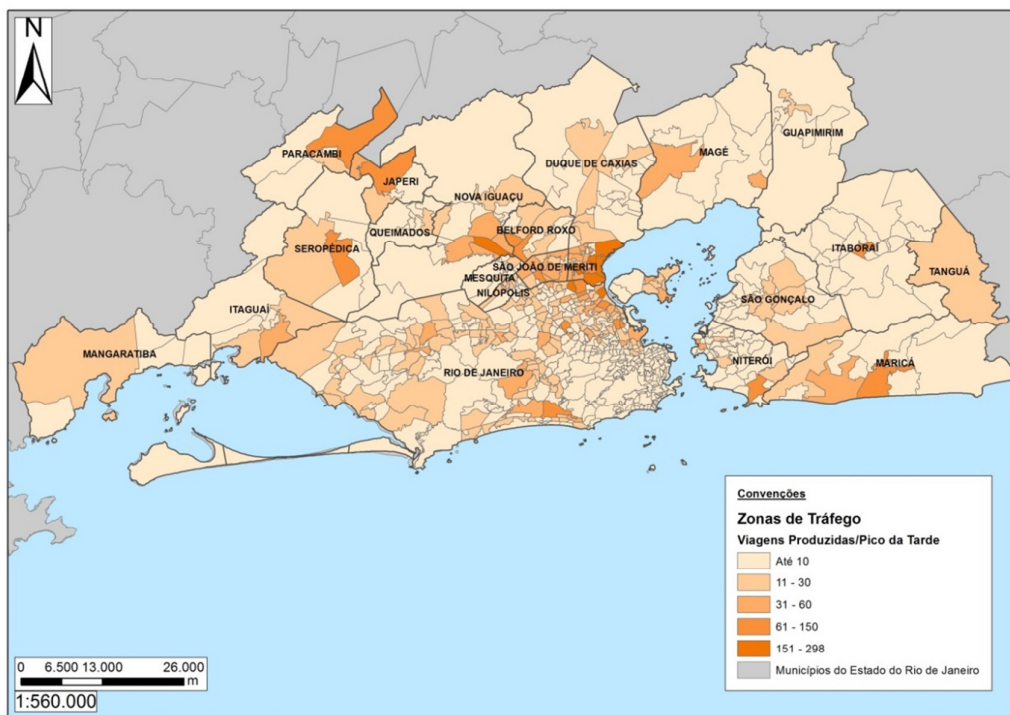 N
GUAPIMIRIM
PARACAMBI
MAGÉ
DUQUE DE CAXIAS
JAPERI
NOVA IGUAÇU
QUEIMADOS
BELFORD ROXO
SEROPÉDICA
ITABORAÍ
SÃO JOÃO DE MERITI
TANGUÁ
MESQUITA
NILÓPOLIS
SÃO GONÇALO
ITAGUAÍ
MANGARATIBA
NITERÓI
MARICÁ
RIO DE JANEIRO
Convenções
Zonas de Tráfego
Viagens Produzidas/Pico da Tarde
Até 10
11 - 30
31 - 60
61 - 150
151 - 298
Municípios do Estado do Rio de Janeiro
0 6.500 13.000 26.000
m
1:560.000